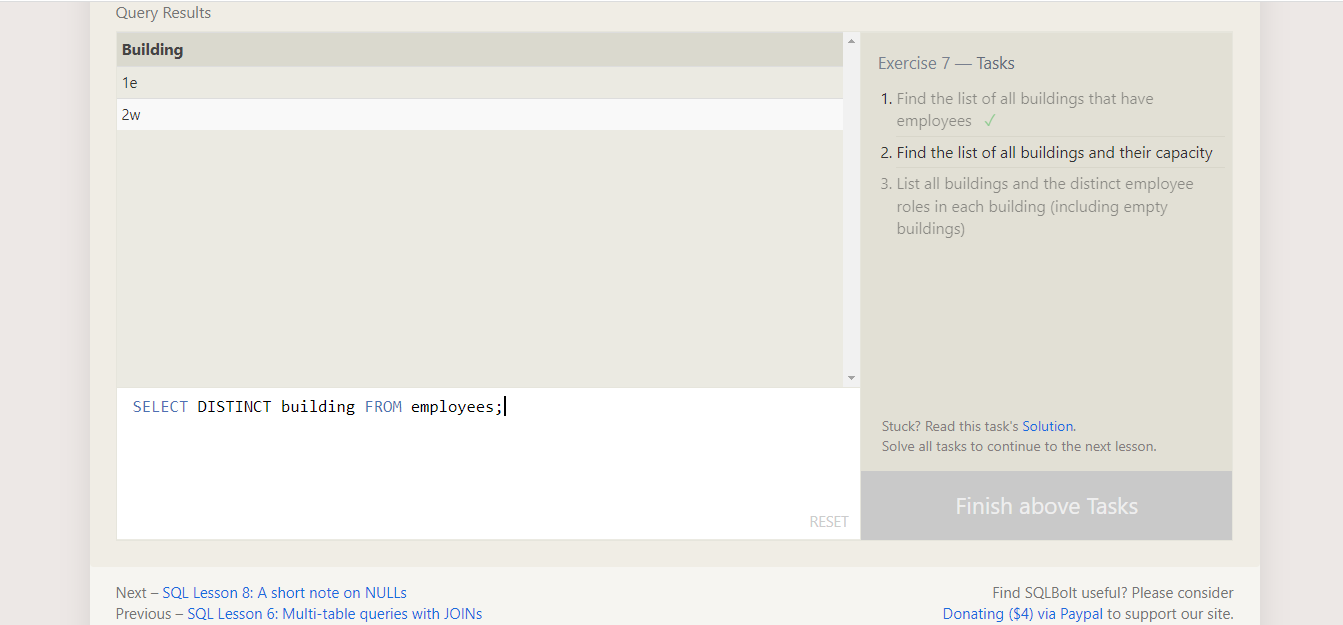 Query Results
Building
1e
2w
SELECT DISTINCT building FROM employees;
RESET
Exercise 7 — Tasks
1. Find the list of all buildings that have
employees ✓
2. Find the list of all buildings and their capacity
3. List all buildings and the distinct employee
roles in each building (including empty
buildings)
Stuck? Read this task's Solution.
Solve all tasks to continue to the next lesson.
Finish above Tasks
Next – SQL Lesson 8: A short note on NULLs
Previous – SQL Lesson 6: Multi-table queries with JOINs
Find SQLBolt useful? Please consider
Donating ($4) via Paypal to support our site.